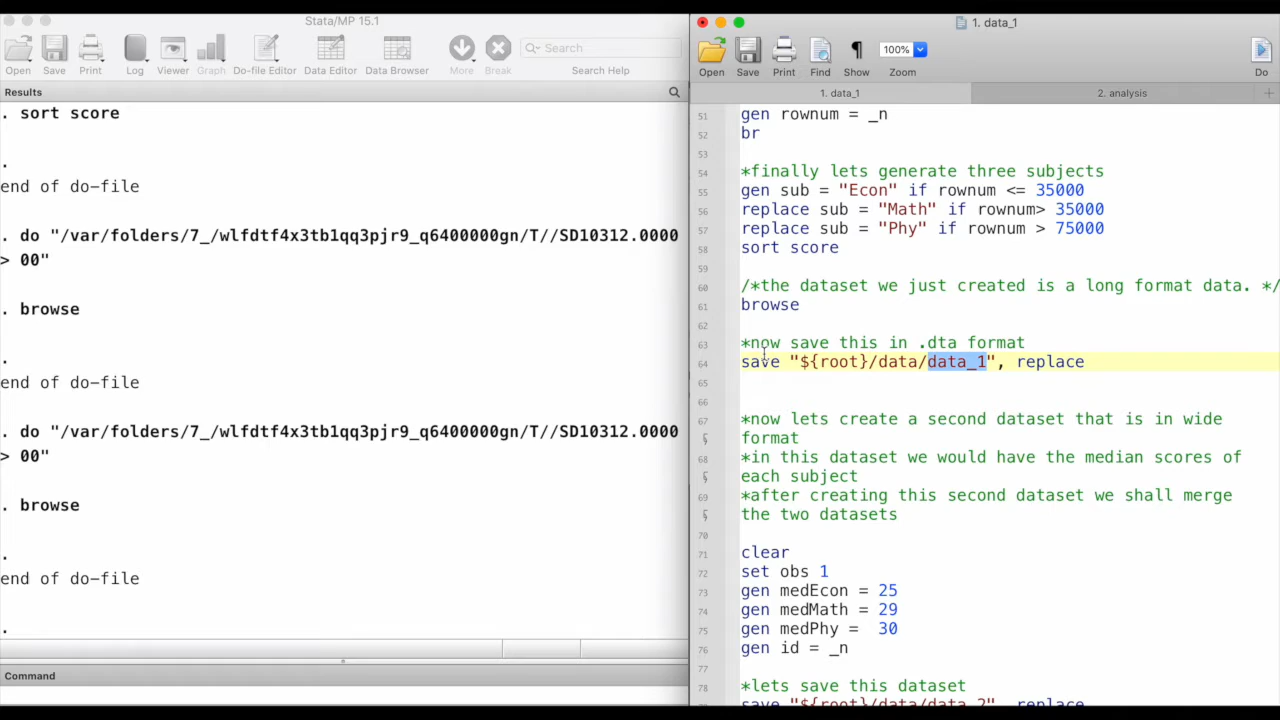 Stata/MP 15.1
Open Save Print Log Viewer Graph Do-file Editor Data Editor Data Browser More Break Search Help
Search
Results
. sort score
.
end of do-file
. do "/var/folders/7_/wlfdtf4x3tb1qq3pjr9_q6400000gn/T//SD10312.0000
> 00"
. browse
.
end of do-file
. do "/var/folders/7_/wlfdtf4x3tb1qq3pjr9_q6400000gn/T//SD10312.0000
> 00"
. browse
.
end of do-file
.
Command
1. data_1
100%
Open Save Print Find Show Zoom Do
1. data_1 2. analysis
51 gen rownum = _n
52 br
53
54 *finally lets generate three subjects
55 gen sub = "Econ" if rownum <= 35000
56 replace sub = "Math" if rownum> 35000
57 replace sub = "Phy" if rownum > 75000
58 sort score
59
60 /*the dataset we just created is a long format data. */
61 browse
62
63 *now save this in .dta format
64 save "${root}/data/data_1", replace
65
66
67 *now lets create a second dataset that is in wide
format
68 *in this dataset we would have the median scores of
each subject
69 *after creating this second dataset we shall merge
the two datasets
70
71 clear
72 set obs 1
73 gen medEcon = 25
74 gen medMath = 29
75 gen medPhy = 30
76 gen id = _n
77
78 *lets save this dataset
save "${root}/data/data_2", replace